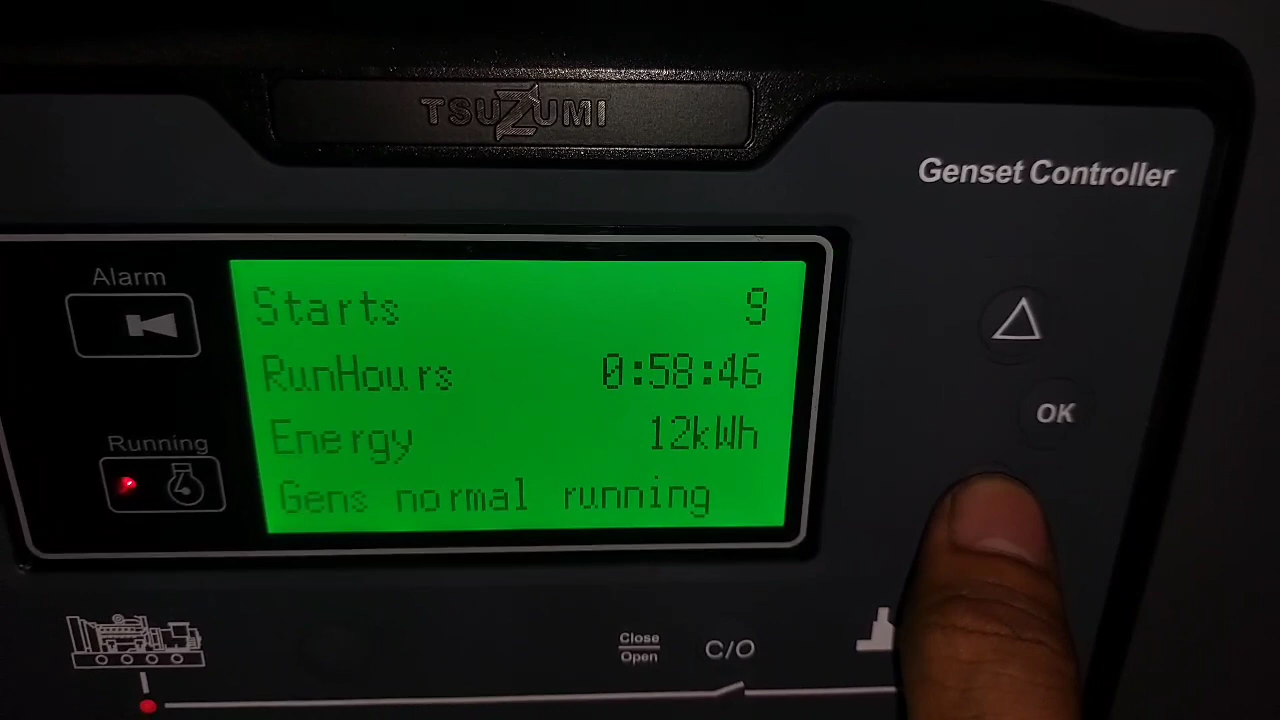 TSUZUMI
Genset Controller
Alarm
Starts 9
RunHours 0:58:46
Energy 12kWh
Gens normal running
Running
OK
Close
Open
C/O